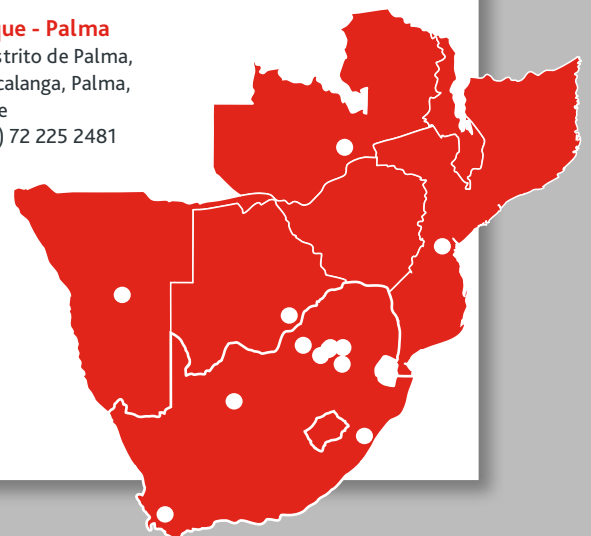 que - Palma
strito de Palma,
calanga, Palma,
e
) 72 225 2481